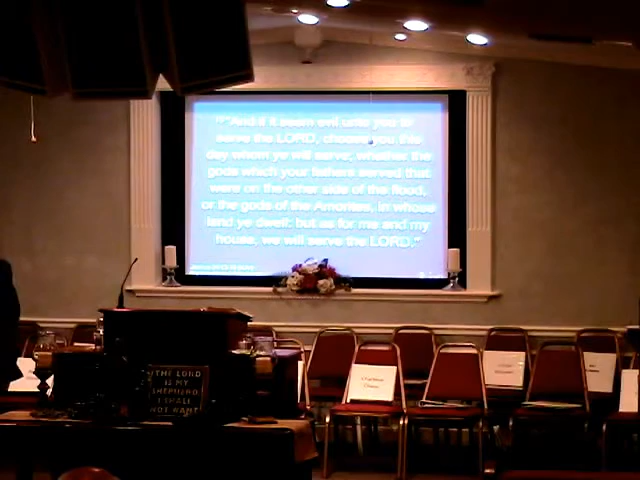 "And if it seem evil unto you to
serve the LORD, choose you this
day whom ye will serve; whether the
gods which your fathers served that
were on the other side of the flood,
or the gods of the Amorites, in whose
land ye dwell: but as for me and my
house, we will serve the LORD."
THE LORD
IS MY
SHEPHERD
I SHALL
NOT WANT